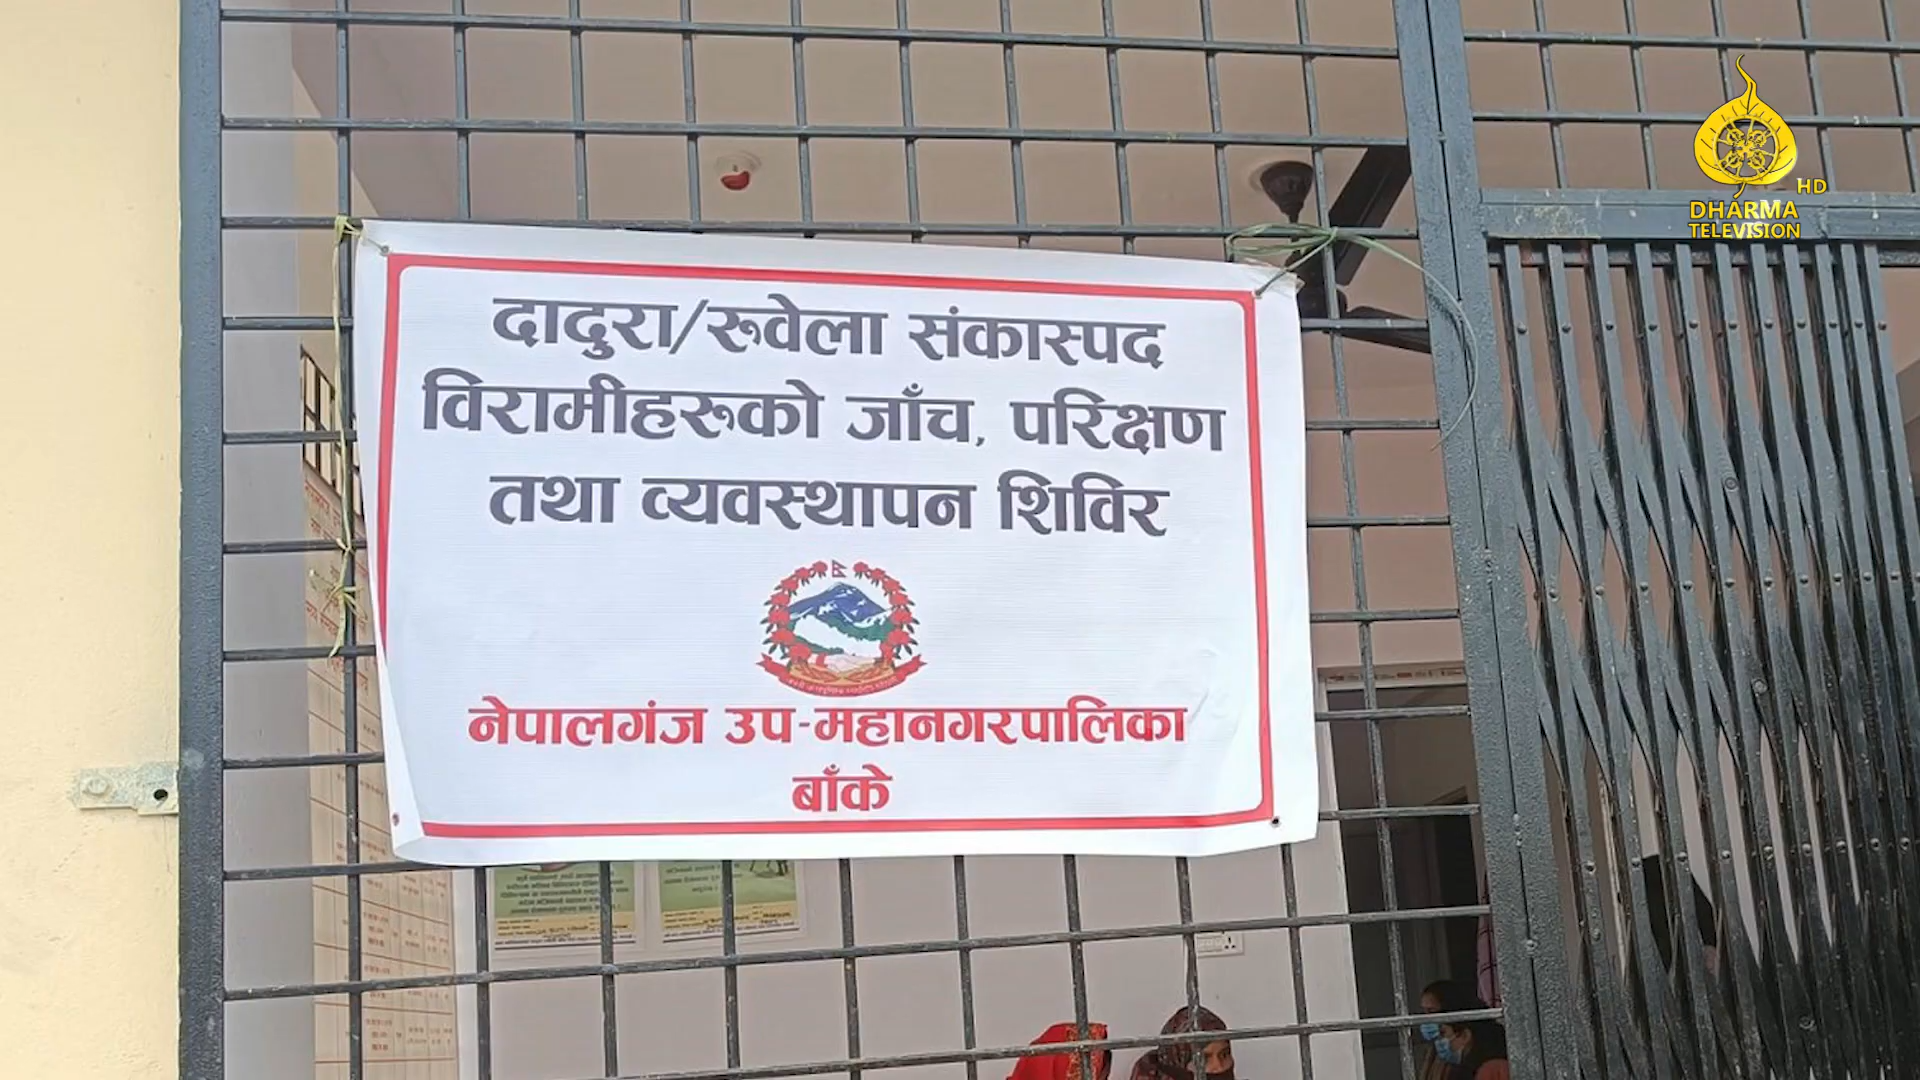 HD
DHARMA
TELEVISION
दादुरा/रुवेला संकास्पद
विरामीहरुको जाँच, परिक्षण
तथा व्यवस्थापन शिविर
नेपालगंज उप-महानगरपालिका
बाँके